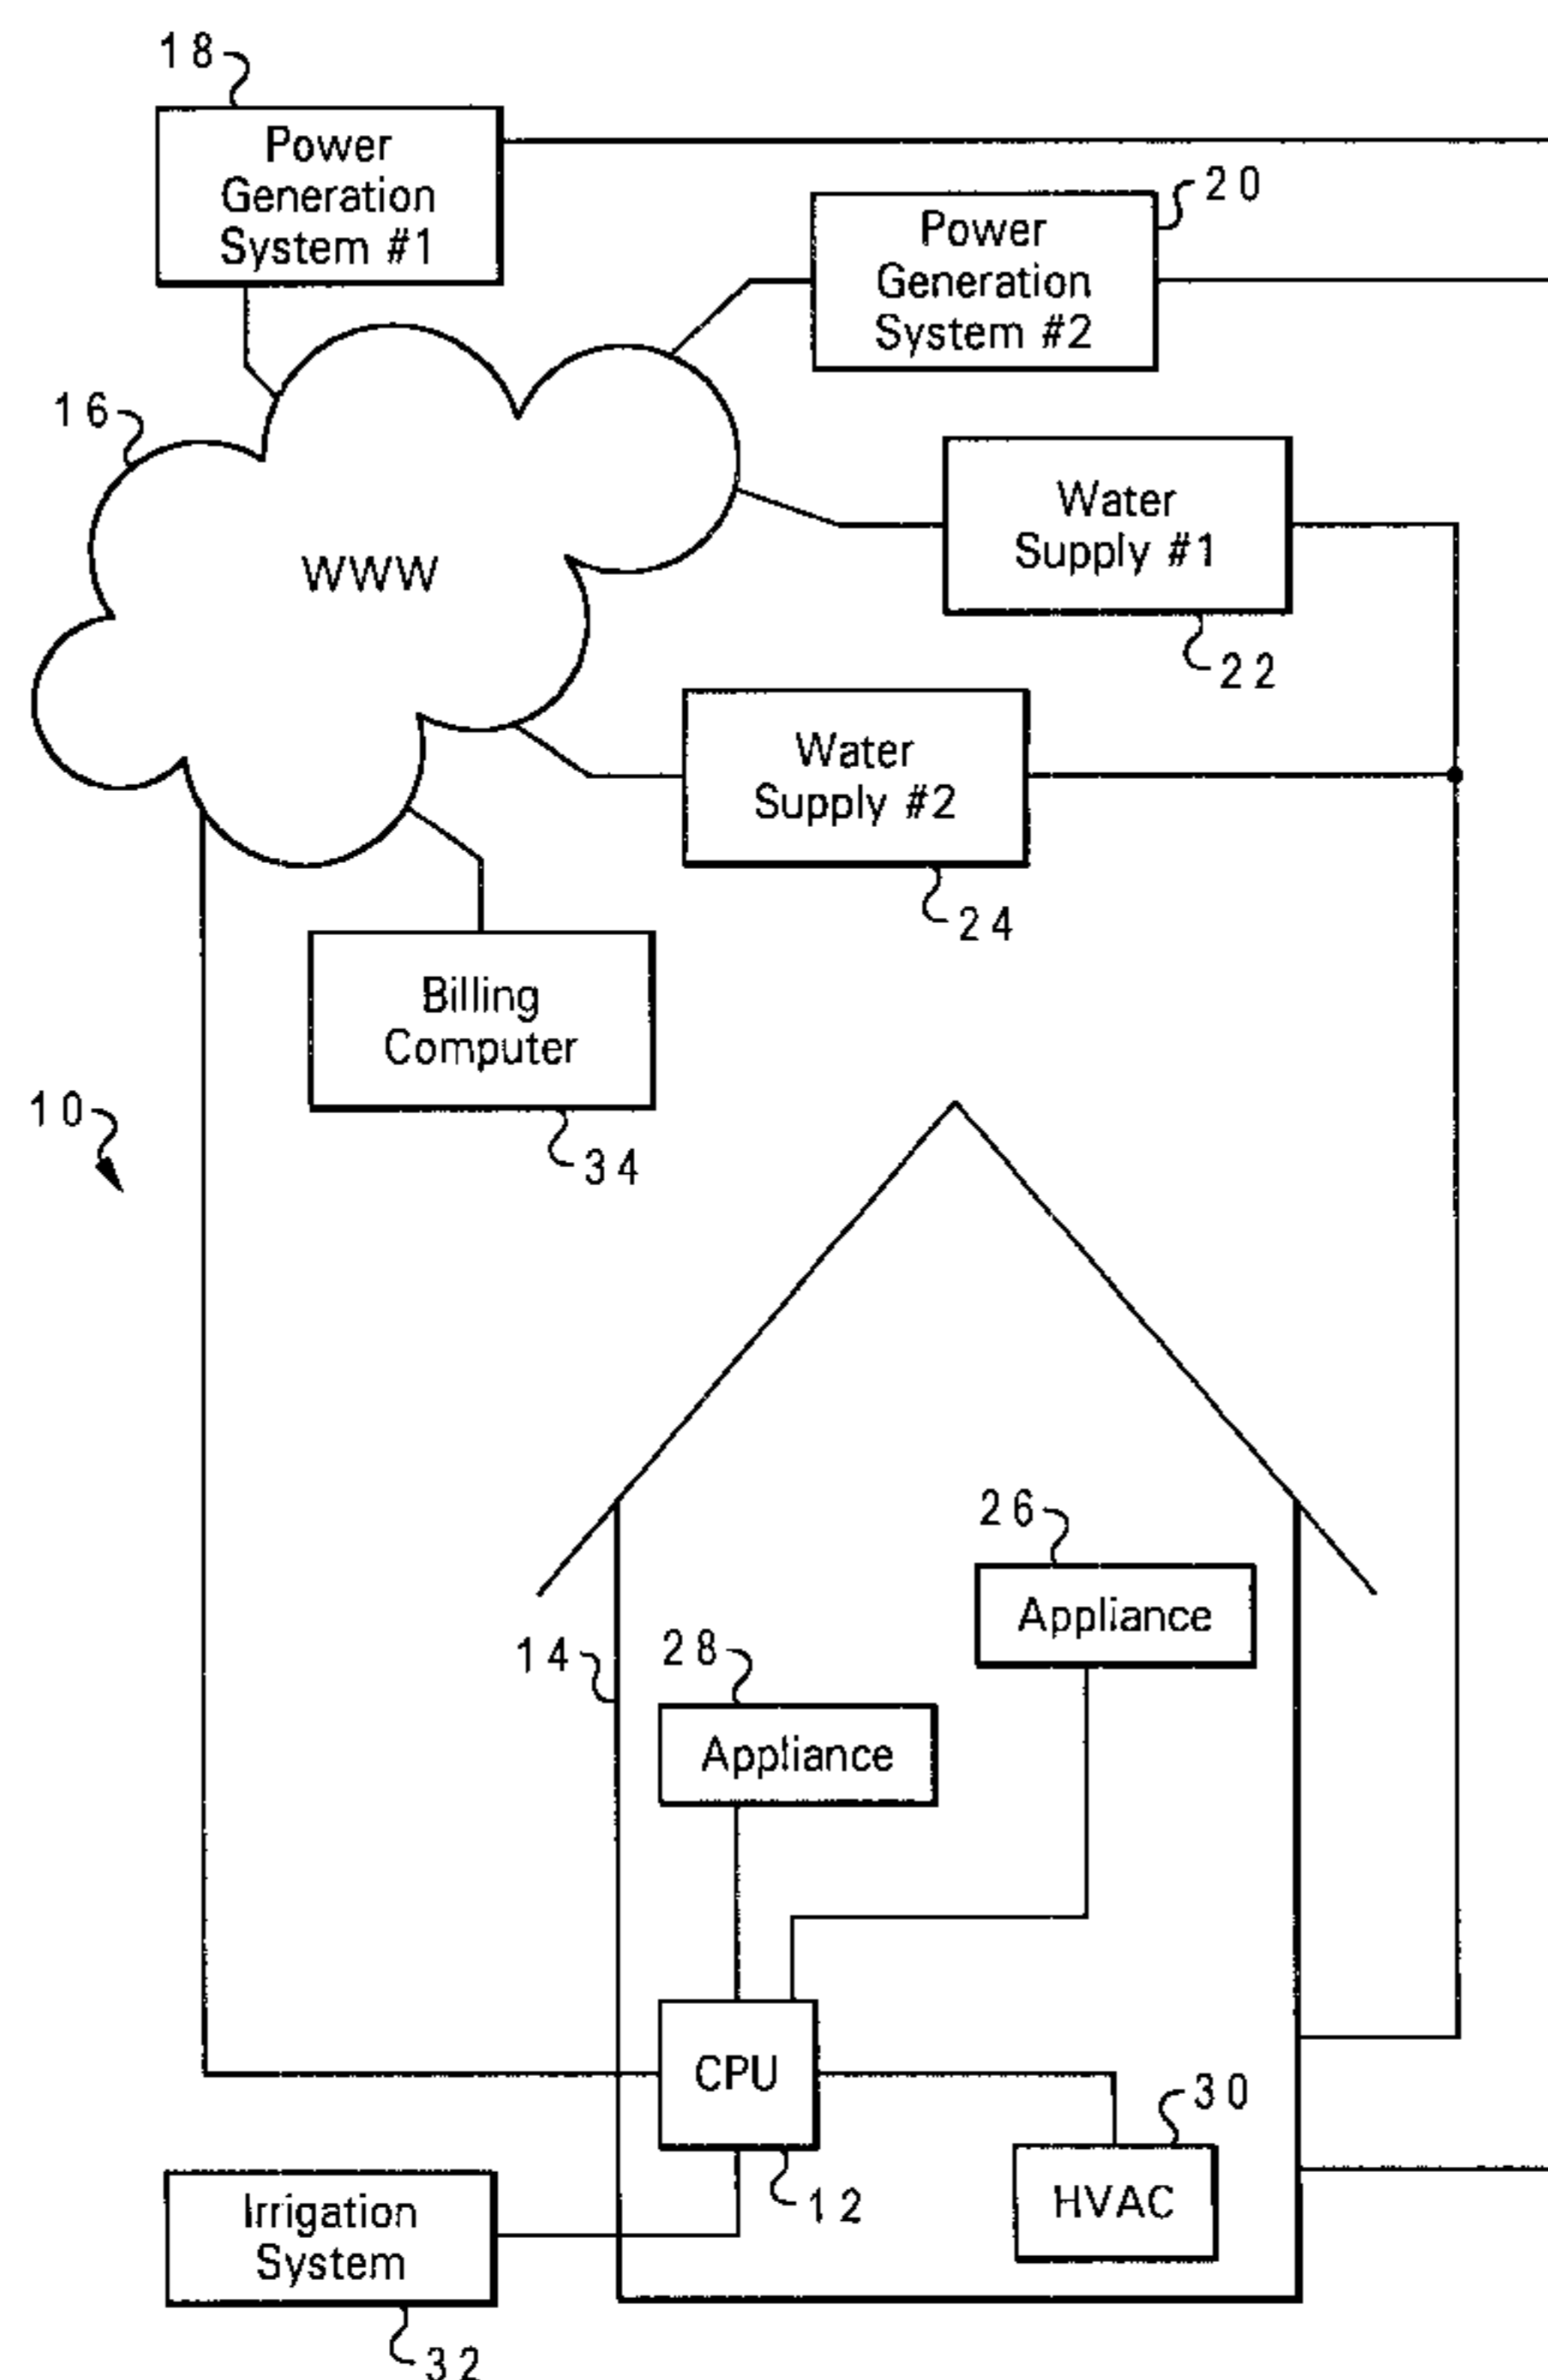 18
Power
Generation
System #1
20
Power
Generation
System #2
16
WWW
Water
Supply #1
22
Water
Supply #2
24
Billing
Computer
34
10
26
Appliance
14
28
Appliance
CPU
12
30
HVAC
Irrigation
System
32